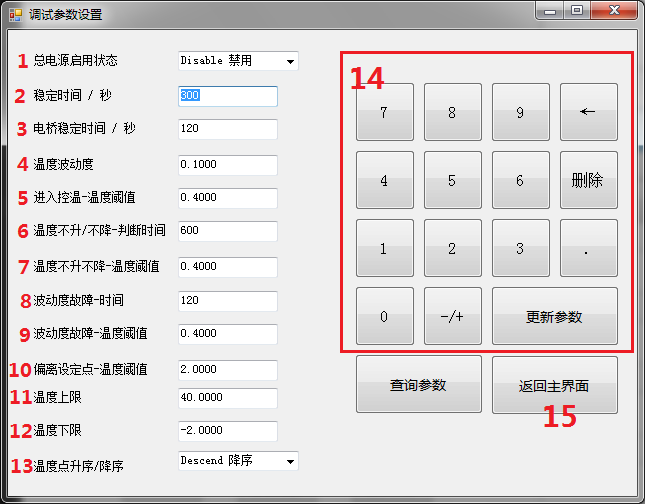 调试参数设置
1 总电源启用状态 Disable 禁用
2 稳定时间 / 秒 300
3 电桥稳定时间 / 秒 120
4 温度波动度 0.1000
5 进入控温-温度阈值 0.4000
6 温度不升/不降-判断时间 600
7 温度不升不降-温度阈值 0.4000
8 波动度故障-时间 120
9 波动度故障-温度阈值 0.4000
10 偏离设定点-温度阈值 2.0000
11 温度上限 40.0000
12 温度下限 -2.0000
13 温度点升序/降序 Descend 降序
14
7 8 9 ←
4 5 6 删除
1 2 3 .
0 -/+ 更新参数
查询参数 返回主界面
15